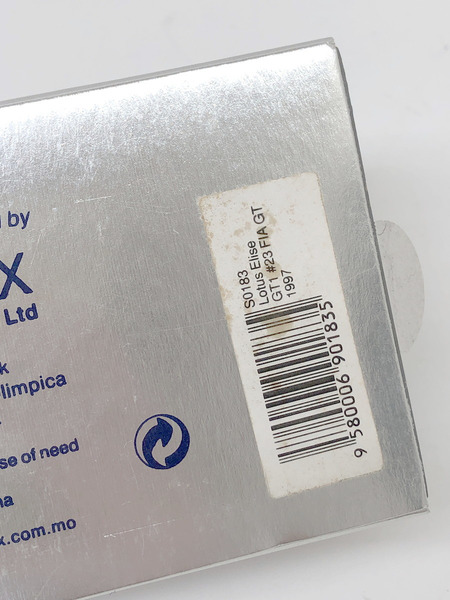 d by
X
Ltd
k
limpica
se of need
na
x.com.mo
S0183
Lotus Elise
GT1 #23 FIA GT
1997
9 580006 901835